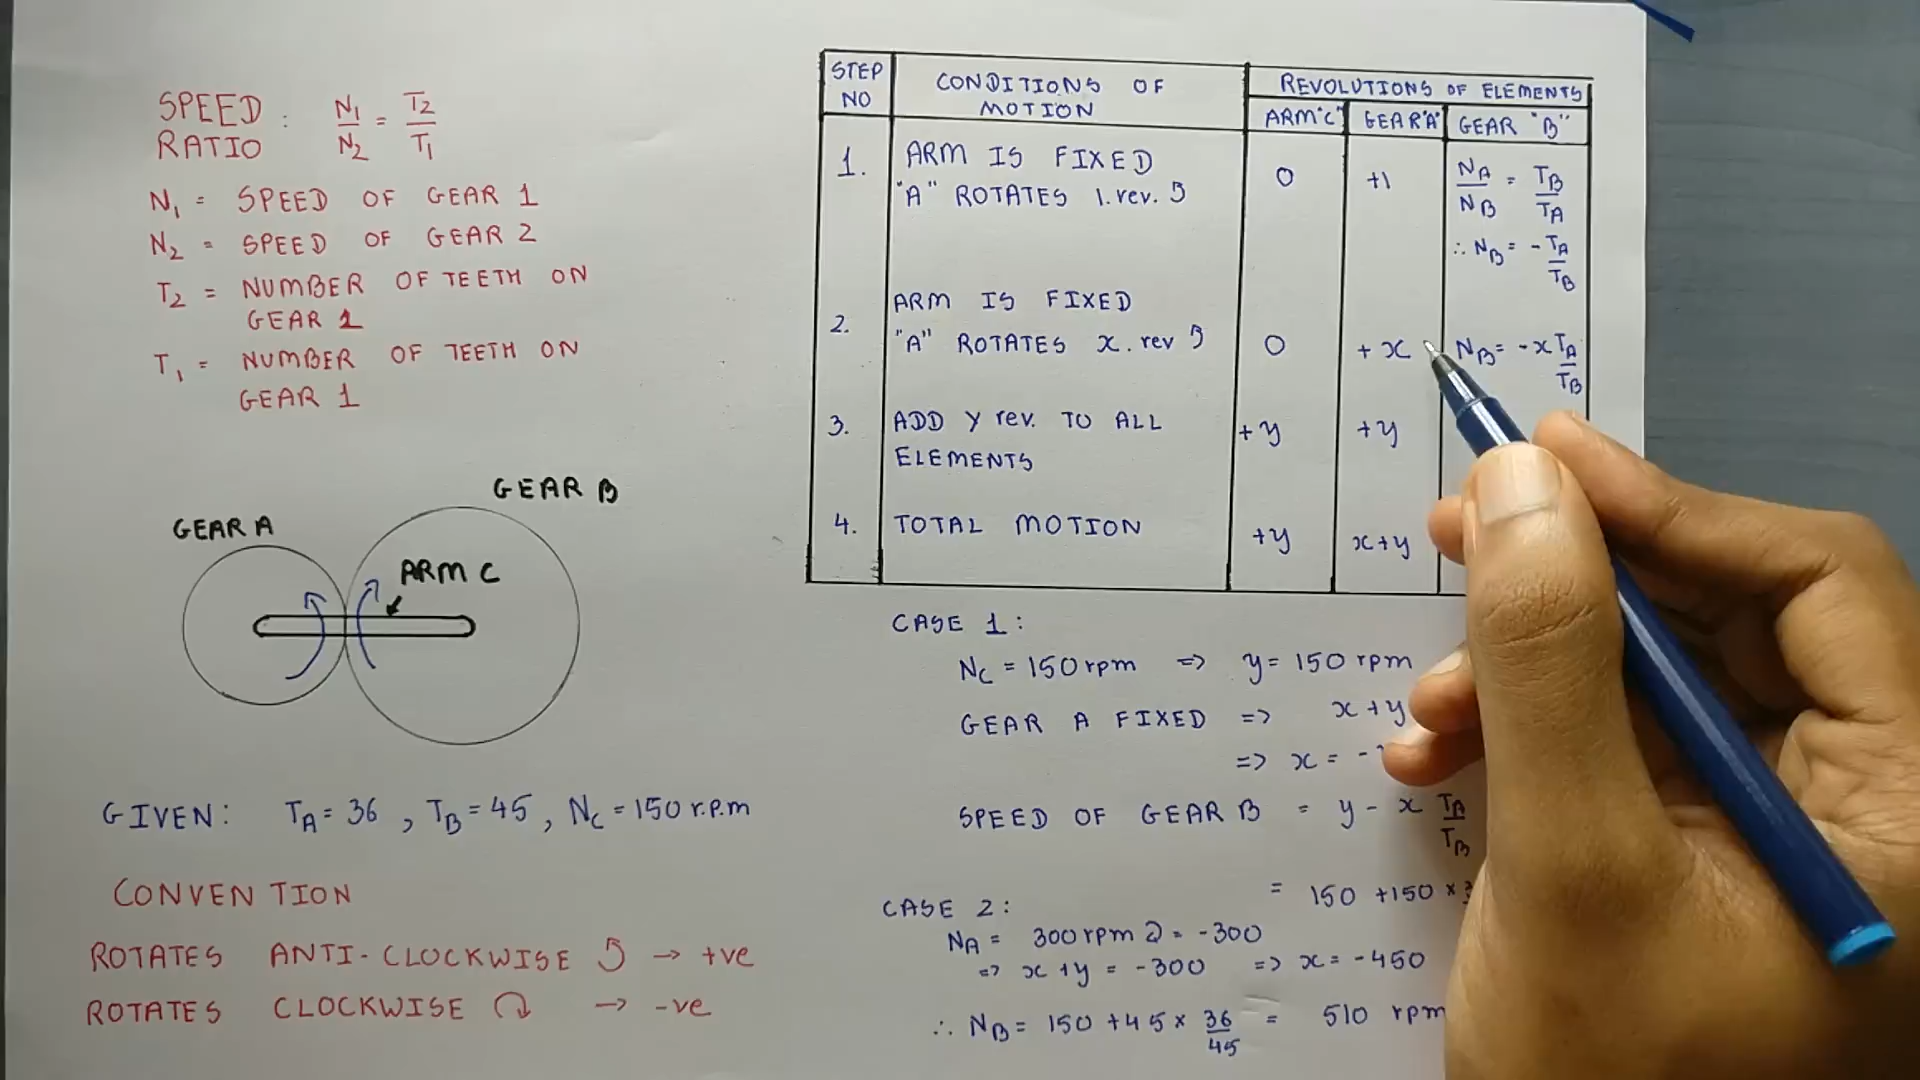 SPEED RATIO : N1/N2 = T2/T1
N1 = SPEED OF GEAR 1
N2 = SPEED OF GEAR 2
T2 = NUMBER OF TEETH ON
GEAR 1
T1 = NUMBER OF TEETH ON
GEAR 1
GEAR A
GEAR B
ARM C
GIVEN: TA = 36 , TB = 45 , NC = 150 r.p.m
CONVENTION
ROTATES ANTI-CLOCKWISE ↺ → +ve
ROTATES CLOCKWISE ↻ → -ve
STEP NO
CONDITIONS OF MOTION
REVOLUTIONS OF ELEMENTS
ARM "C" GEAR "A" GEAR "B"
1. ARM IS FIXED
"A" ROTATES 1. rev. ↺ 0 +1 NA/NB = TB/TA
∴ NB = - TA/TB
2. ARM IS FIXED
"A" ROTATES x. rev ↺ 0 + x NB = -x TA/TB
3. ADD Y rev. TO ALL ELEMENTS +y +y
4. TOTAL MOTION +y x+y
CASE 1:
NC = 150 rpm => y = 150 rpm
GEAR A FIXED => x + y
=> x = -
SPEED OF GEAR B = y - x TA/TB
= 150 + 150 ×
CASE 2:
NA = 300 rpm ↻ = -300
=> x + y = -300 => x = -450
∴ NB = 150 + 45 × 36/45 = 510 rpm